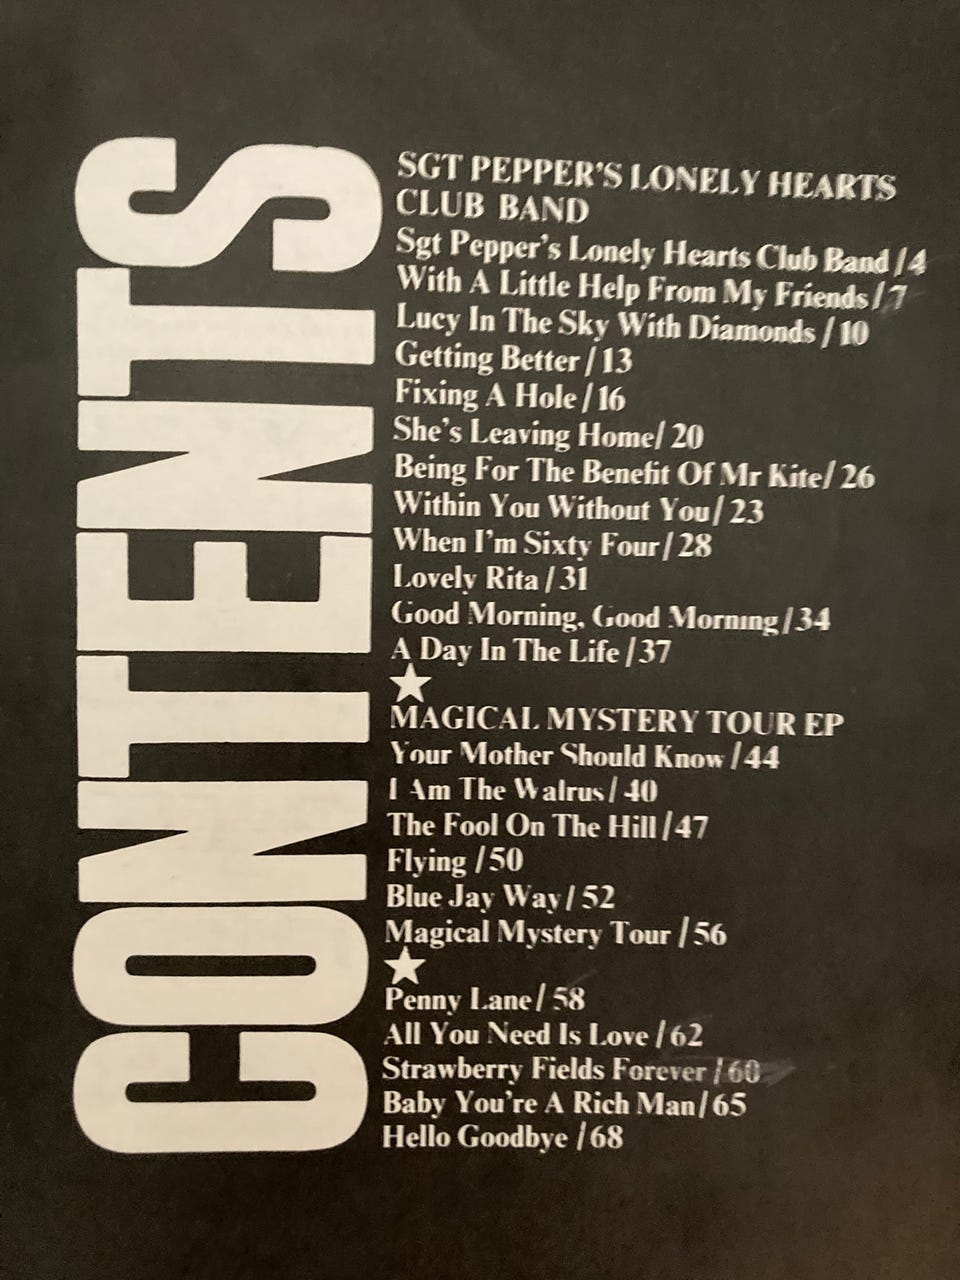 CONTENTS
SGT PEPPER'S LONELY HEARTS
CLUB BAND
Sgt Pepper's Lonely Hearts Club Band/4
With A Little Help From My Friends/7
Lucy In The Sky With Diamonds/10
Getting Better/13
Fixing A Hole/16
She's Leaving Home/20
Being For The Benefit Of Mr Kite/26
Within You Without You/23
When I'm Sixty Four/28
Lovely Rita/31
Good Morning, Good Morning/34
A Day In The Life/37
MAGICAL MYSTERY TOUR EP
Your Mother Should Know/44
I Am The Walrus/40
The Fool On The Hill/47
Flying/50
Blue Jay Way/52
Magical Mystery Tour/56
Penny Lane/58
All You Need Is Love/62
Strawberry Fields Forever/60
Baby You're A Rich Man/65
Hello Goodbye/68